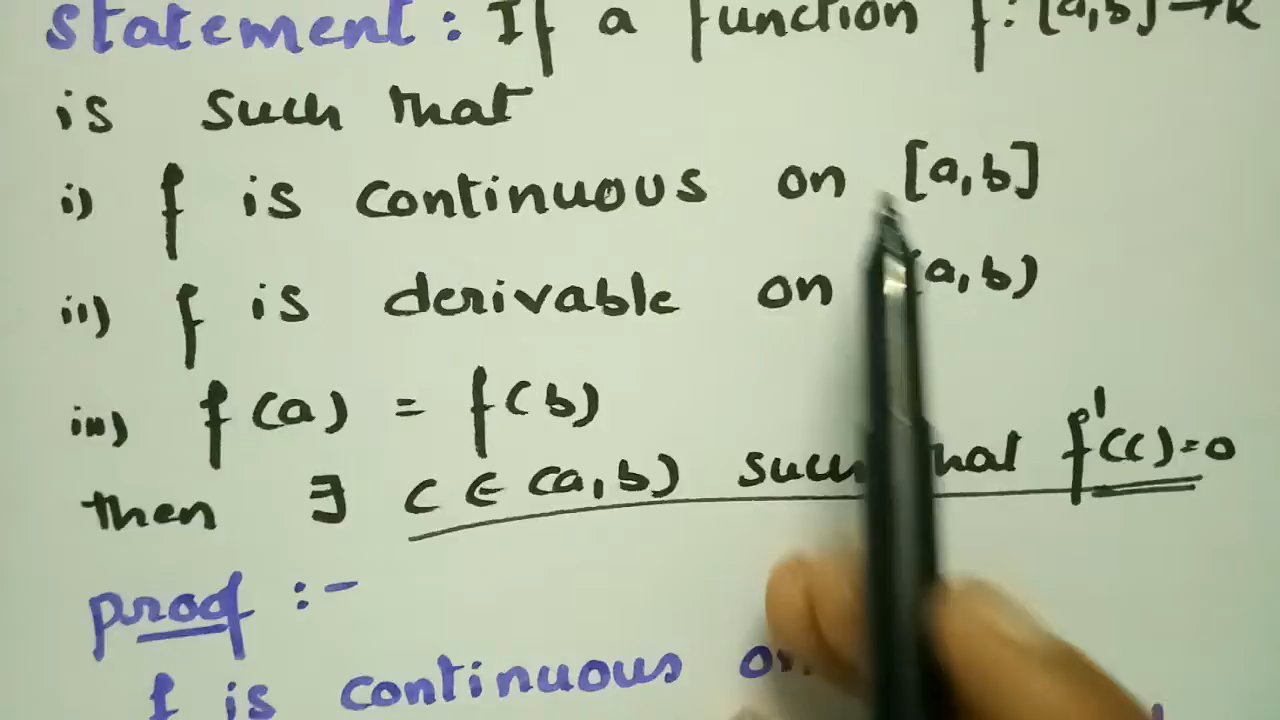 Statement : If a function f : [a,b] → R
is such that
i) f is continuous on [a,b]
ii) f is derivable on (a,b)
iii) f(a) = f(b)
then ∃ c ∈ (a,b) such that f'(c)=0
proof :-
f is continuous on